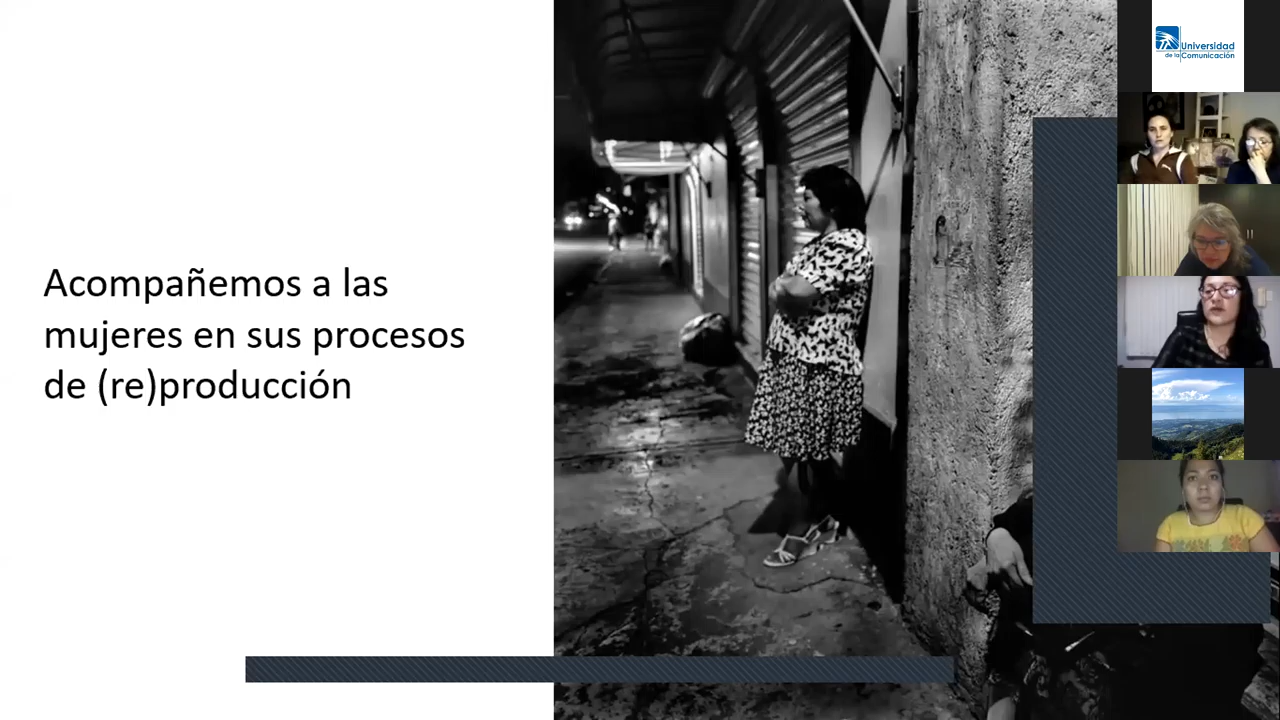 Acompañemos a las
mujeres en sus procesos
de (re)producción
Universidad
de la Comunicación